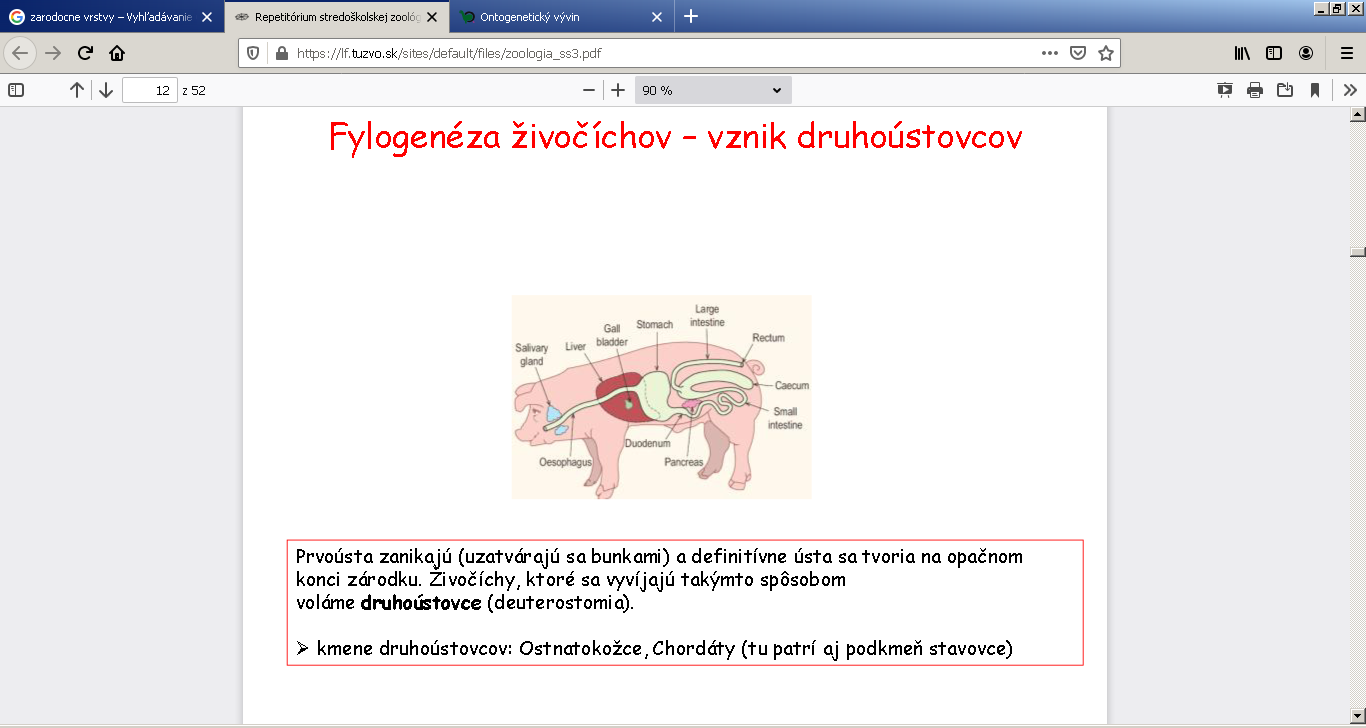 zarodocne vrstvy – Vyhľadávanie
Repetitórium stredoškolskej zoológ
Ontogenetický vývin
https://lf.tuzvo.sk/sites/default/files/zoologia_ss3.pdf
12 z 52
90 %
Fylogenéza živočíchov – vznik druhoústovcov
Large
intestine
Stomach
Gall
bladder
Rectum
Salivary
gland
Liver
Caecum
Small
intestine
Duodenum
Oesophagus
Pancreas
Prvoústa zanikajú (uzatvárajú sa bunkami) a definitívne ústa sa tvoria na opačnom
konci zárodku. Živočíchy, ktoré sa vyvíjajú takýmto spôsobom
voláme druhoústovce (deuterostomia).
➢ kmene druhoústovcov: Ostnatokožce, Chordáty (tu patrí aj podkmeň stavovce)